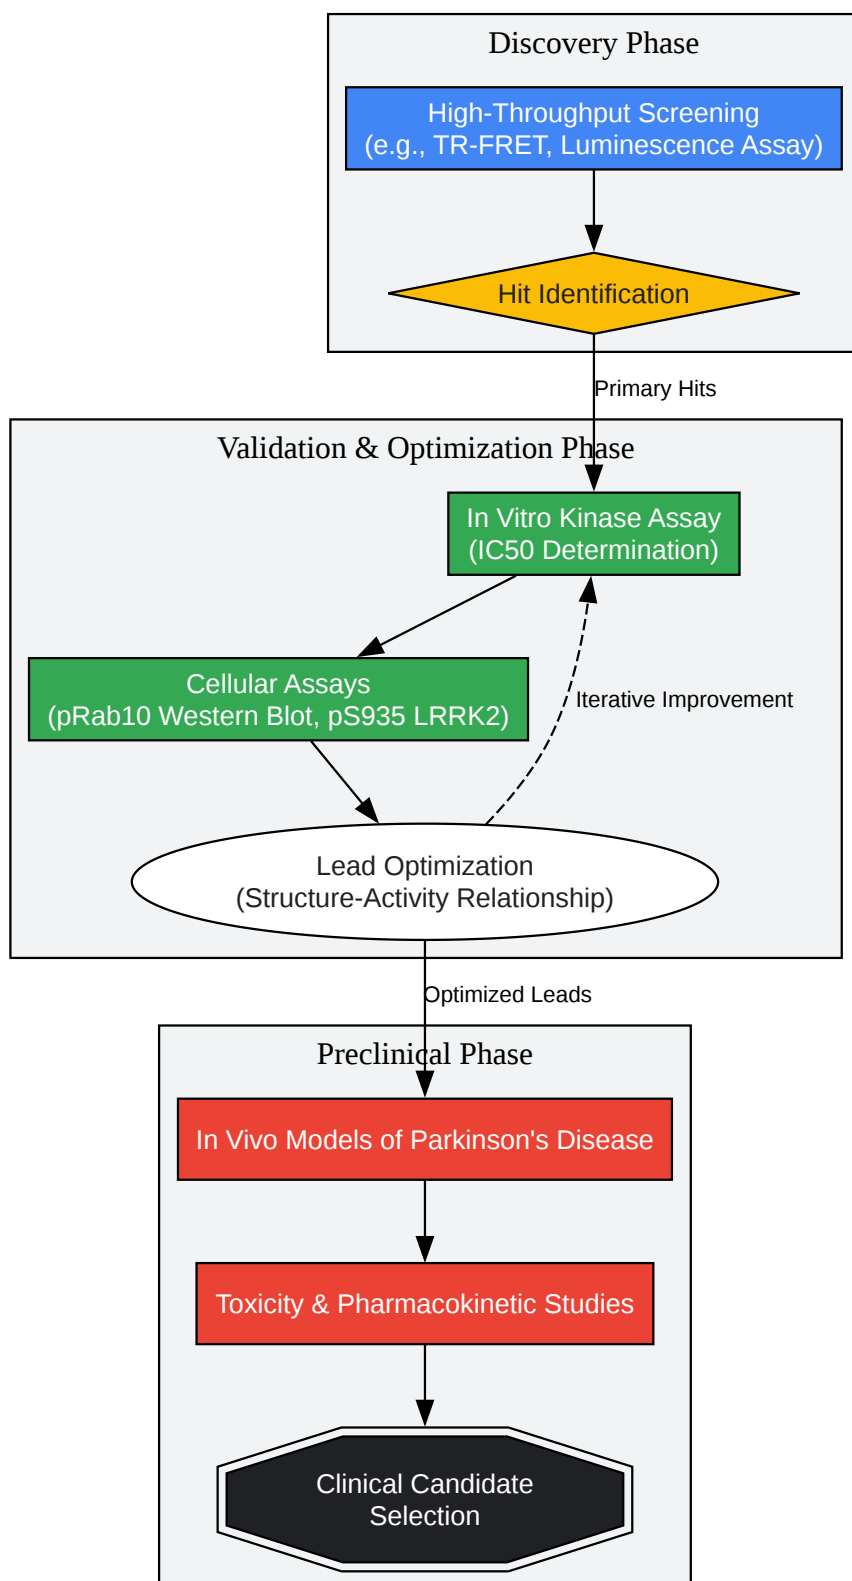 Discovery Phase
High-Throughput Screening
(e.g., TR-FRET, Luminescence Assay)
Hit Identification
Primary Hits
Validation & Optimization Phase
In Vitro Kinase Assay
(IC50 Determination)
Cellular Assays
(pRab10 Western Blot, pS935 LRRK2)
Iterative Improvement
Lead Optimization
(Structure-Activity Relationship)
Optimized Leads
Preclinical Phase
In Vivo Models of Parkinson's Disease
Toxicity & Pharmacokinetic Studies
Clinical Candidate
Selection